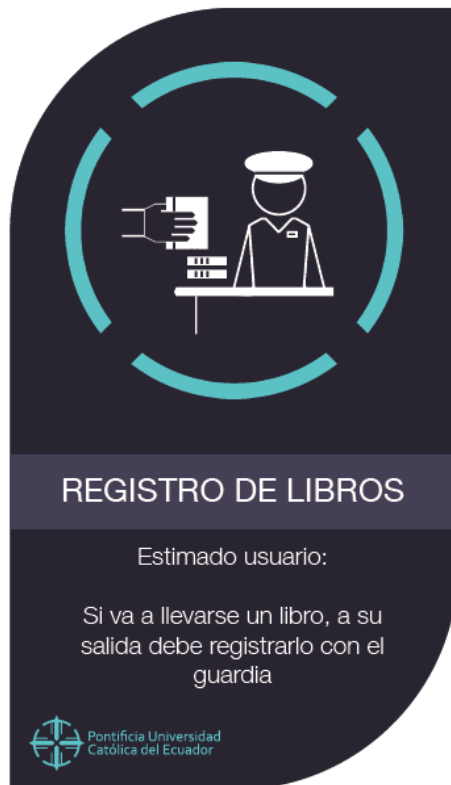 REGISTRO DE LIBROS
Estimado usuario:
Si va a llevarse un libro, a su
salida debe registrarlo con el
guardia
Pontificia Universidad
Católica del Ecuador